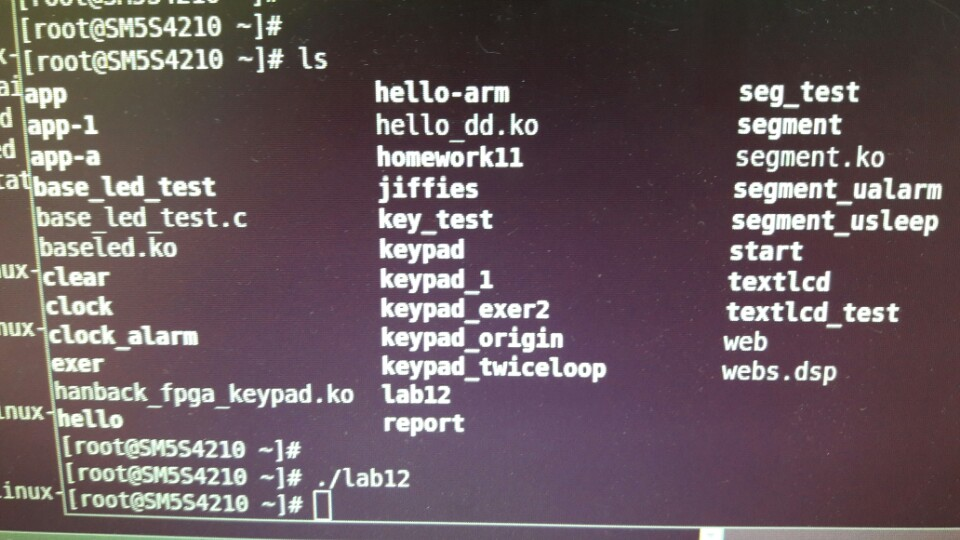 [root@SM5S4210 ~]#
[root@SM5S4210 ~]# ls
app hello-arm seg_test
app-1 hello_dd.ko segment
app-a homework11 segment.ko
base_led_test jiffies segment_ualarm
base_led_test.c key_test segment_usleep
baseled.ko keypad start
clear keypad_1 textlcd
clock keypad_exer2 textlcd_test
clock_alarm keypad_origin web
exer keypad_twiceloop webs.dsp
hanback_fpga_keypad.ko lab12
hello report
[root@SM5S4210 ~]#
[root@SM5S4210 ~]# ./lab12
[root@SM5S4210 ~]#